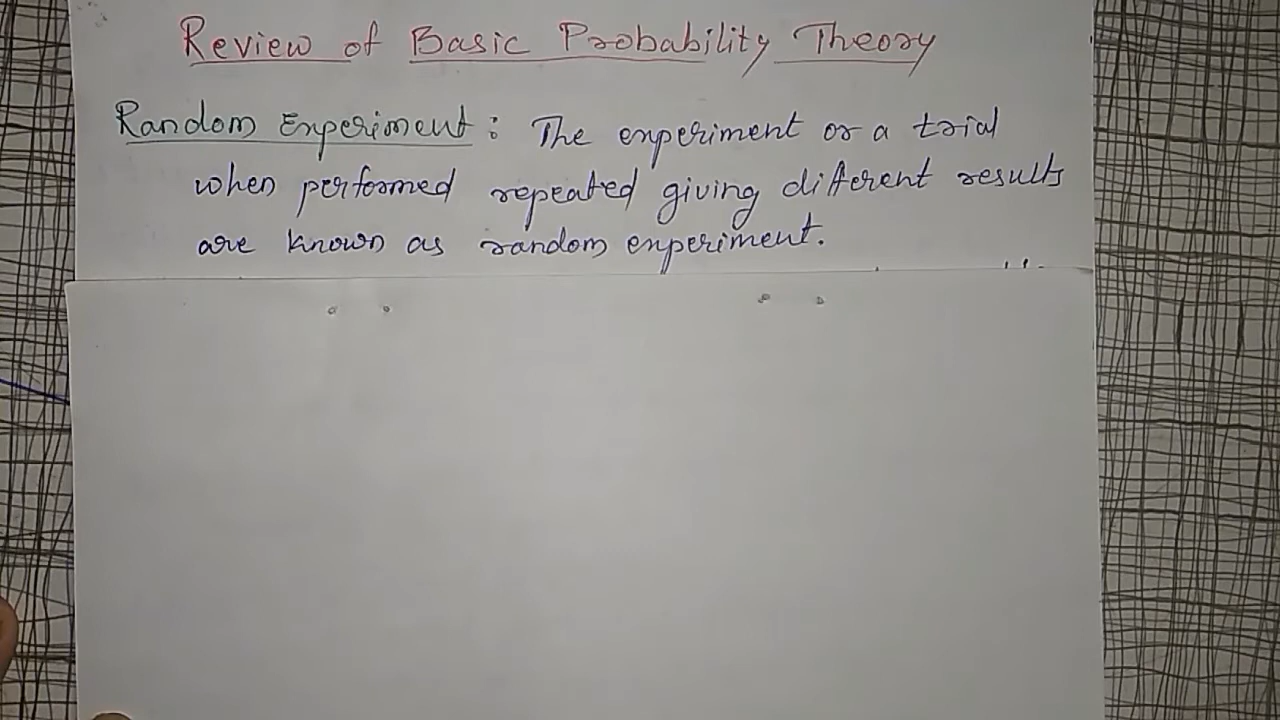 Review of Basic Probability Theory
Random Experiment : The experiment or a trial
when performed repeated giving different results
are known as random experiment.